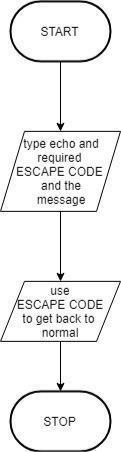 START
type echo and
required
ESCAPE CODE
and the
message
use
ESCAPE CODE
to get back to
normal
STOP